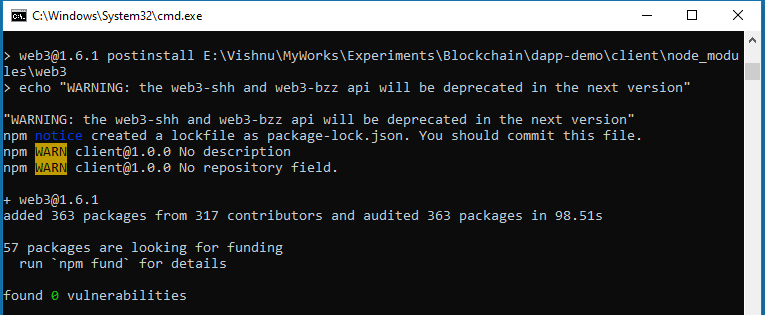 C:\Windows\System32\cmd.exe
> web3@1.6.1 postinstall E:\Vishnu\MyWorks\Experiments\Blockchain\dapp-demo\client\node_modu
les\web3
> echo "WARNING: the web3-shh and web3-bzz api will be deprecated in the next version"
"WARNING: the web3-shh and web3-bzz api will be deprecated in the next version"
npm notice created a lockfile as package-lock.json. You should commit this file.
npm WARN client@1.0.0 No description
npm WARN client@1.0.0 No repository field.
+ web3@1.6.1
added 363 packages from 317 contributors and audited 363 packages in 98.51s
57 packages are looking for funding
  run `npm fund` for details
found 0 vulnerabilities